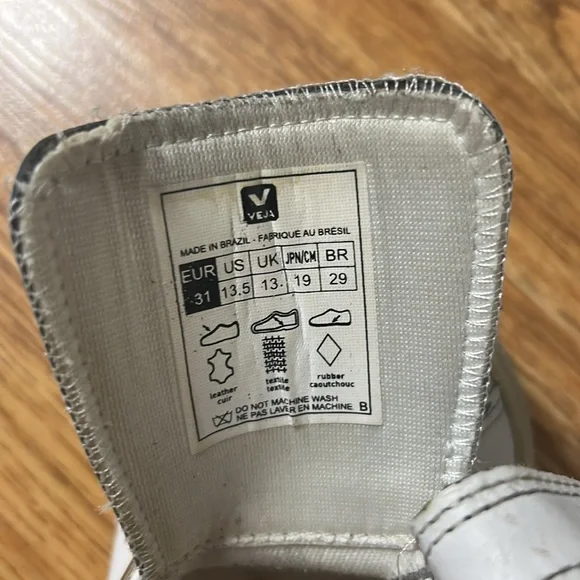 V
VEJA
MADE IN BRAZIL - FABRIQUÉ AU BRÉSIL
EUR US UK JPN/CM BR
31 13.5 13 19 29
leather textile rubber
cuir textile caoutchouc
DO NOT MACHINE WASH
NE PAS LAVER EN MACHINE B